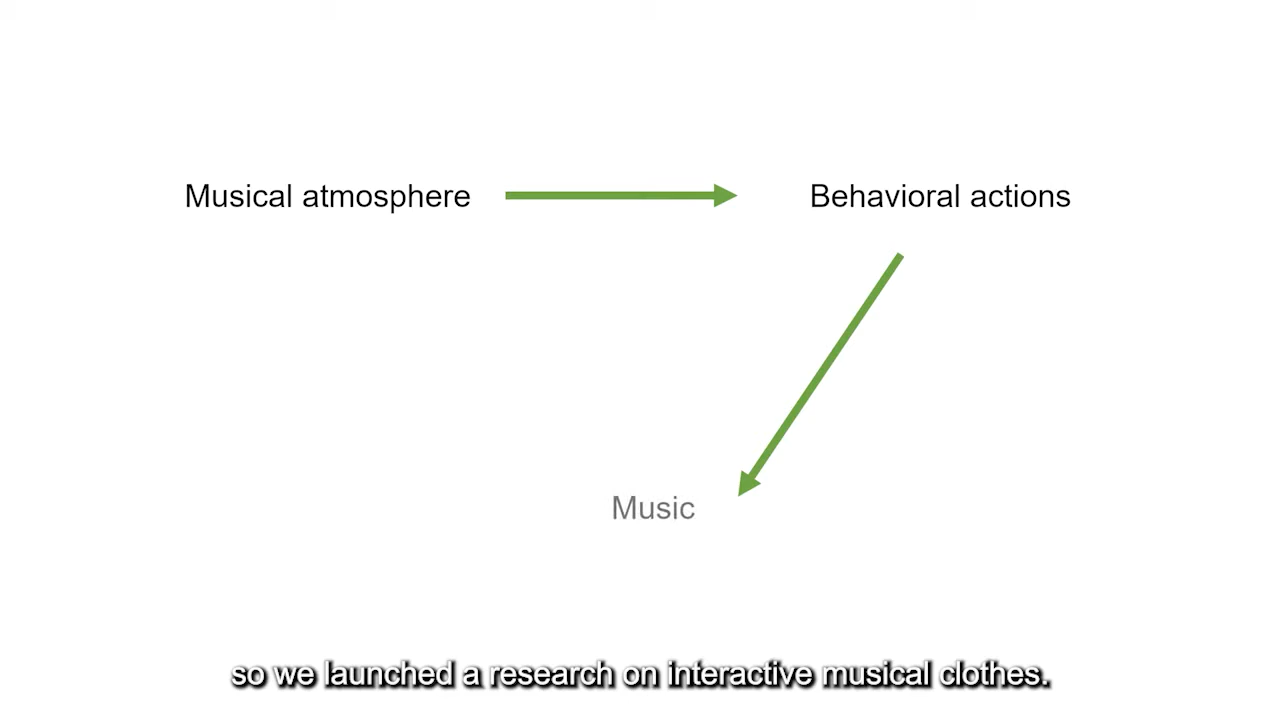 Musical atmosphere
Behavioral actions
Music
so we launched a research on interactive musical clothes.